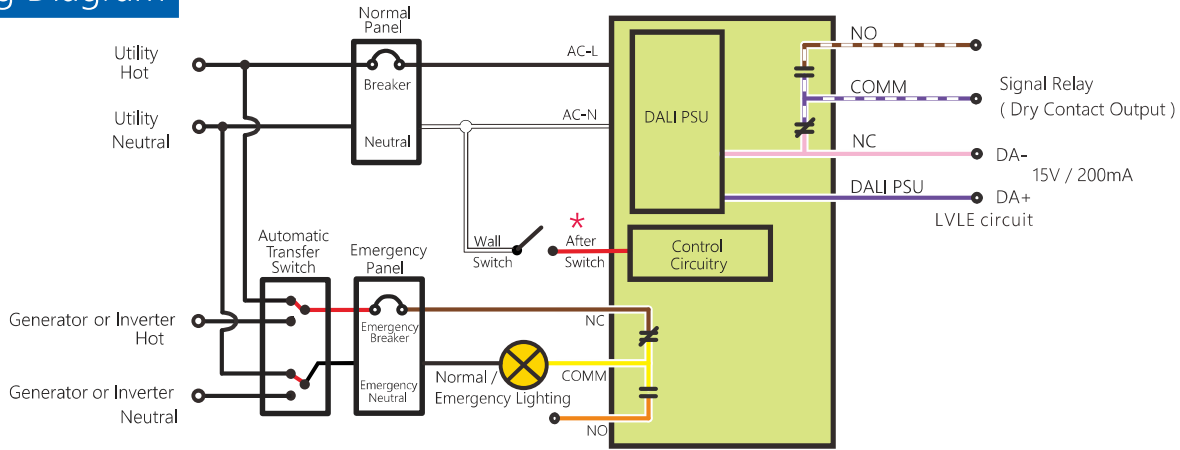 Diagram
Normal
Panel
Utility
Hot
Breaker
AC-L
NO
COMM
Signal Relay
( Dry Contact Output )
Utility
Neutral
Neutral
AC-N
DALI PSU
NC
DA-
15V / 200mA
DALI PSU
DA+
LVLE circuit
*
Wall
Switch
After
Switch
Control
Circuitry
Automatic
Transfer
Switch
Emergency
Panel
Generator or Inverter
Hot
Emergency
Breaker
NC
Generator or Inverter
Neutral
Emergency
Neutral
Normal /
Emergency Lighting
COMM
NO